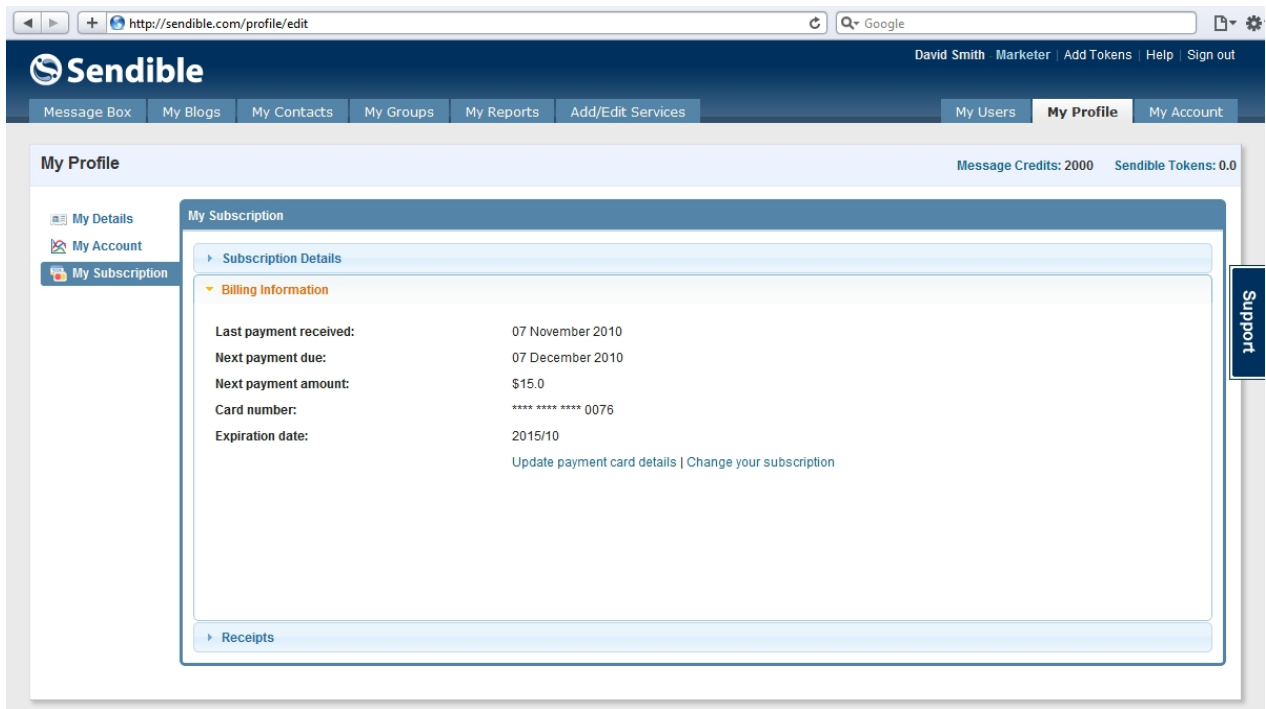 http://sendible.com/profile/edit
Google
David Smith - Marketer | Add Tokens | Help | Sign out
Sendible
Message Box My Blogs My Contacts My Groups My Reports Add/Edit Services My Users My Profile My Account
My Profile
Message Credits: 2000 Sendible Tokens: 0.0
My Details
My Account
My Subscription
My Subscription
Subscription Details
Billing Information
Last payment received: 07 November 2010
Next payment due: 07 December 2010
Next payment amount: $15.0
Card number: **** **** **** 0076
Expiration date: 2015/10
Update payment card details | Change your subscription
Receipts
Support